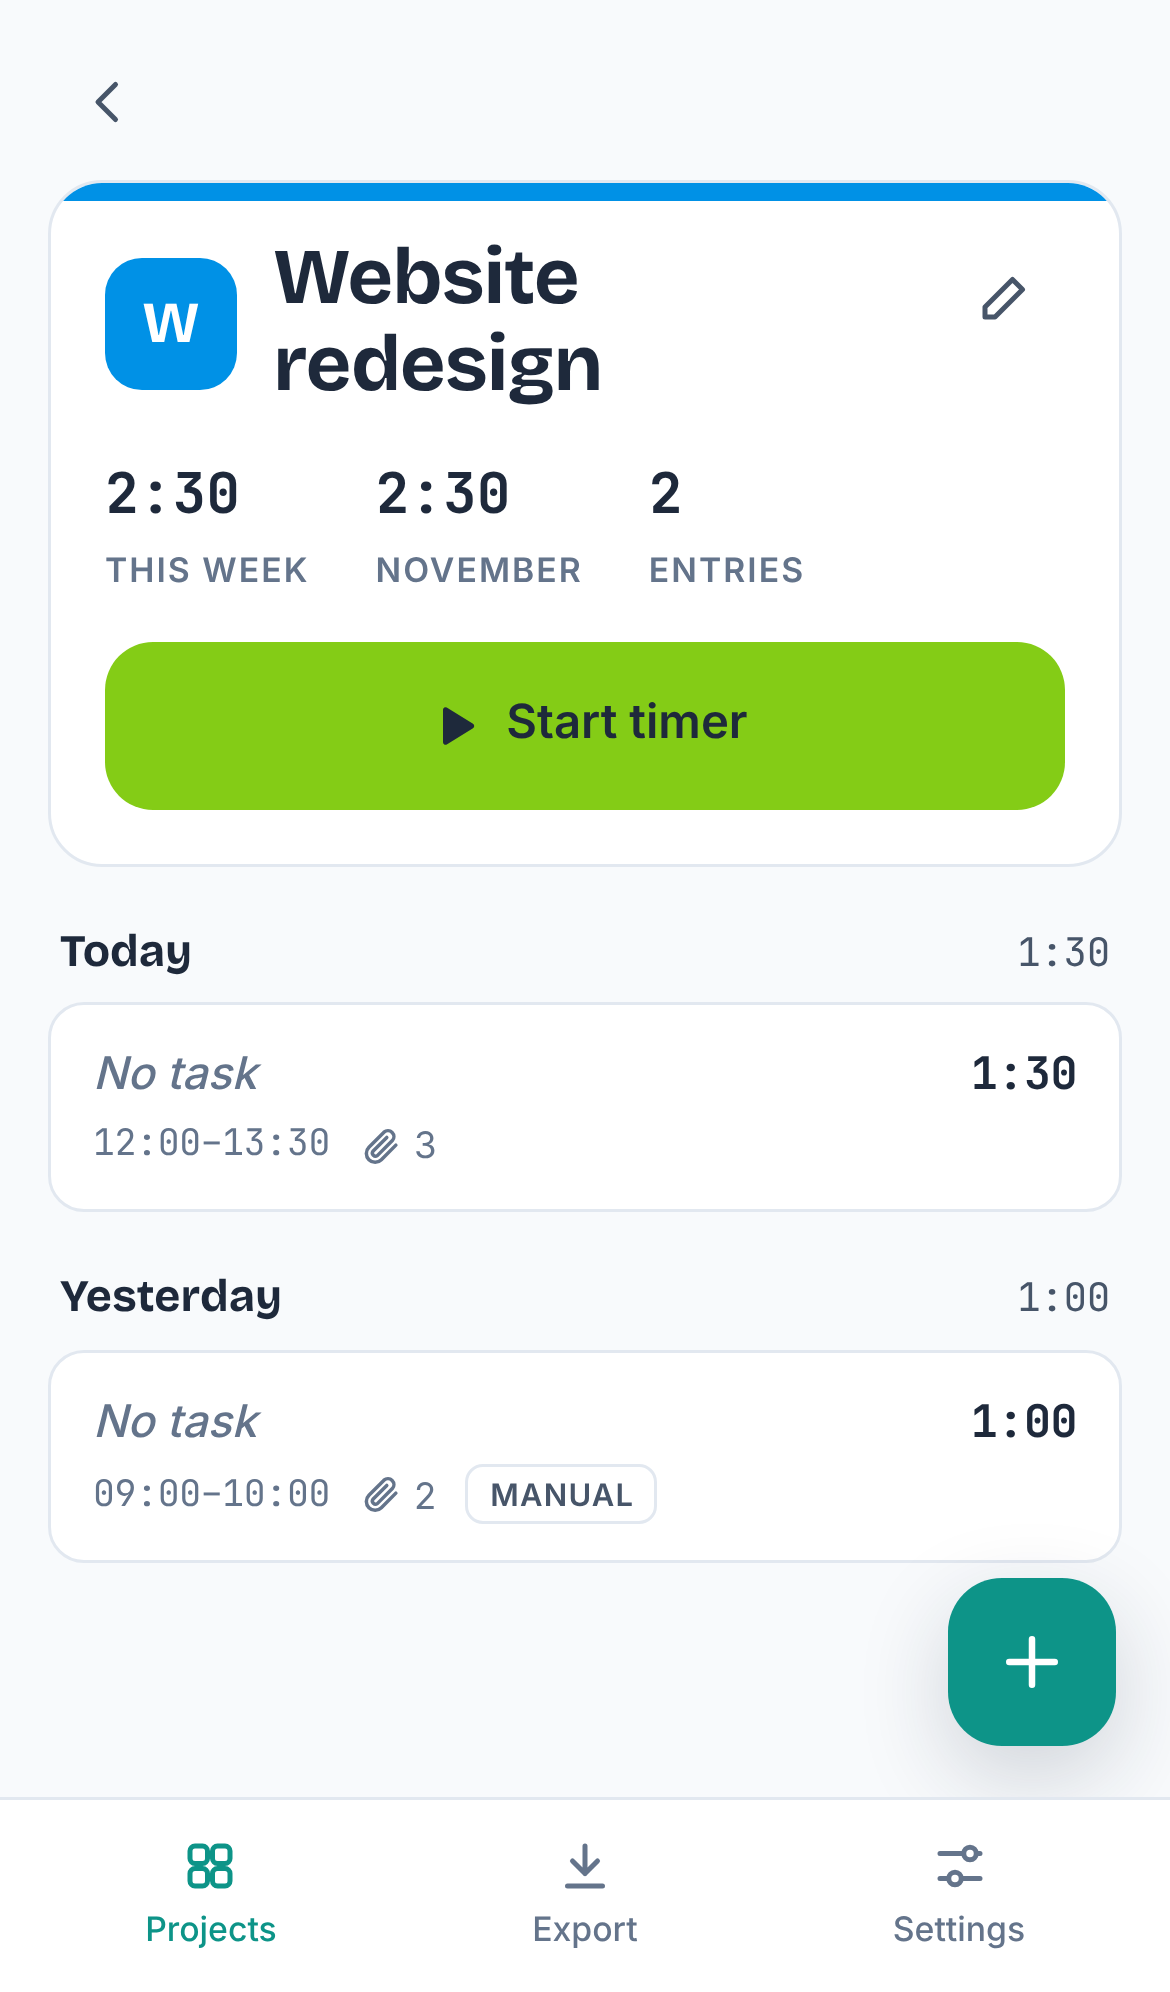 W
Website
redesign
2:30 2:30 2
THIS WEEK NOVEMBER ENTRIES
Start timer
Today 1:30
No task 1:30
12:00–13:30 3
Yesterday 1:00
No task 1:00
09:00–10:00 2 MANUAL
Projects Export Settings